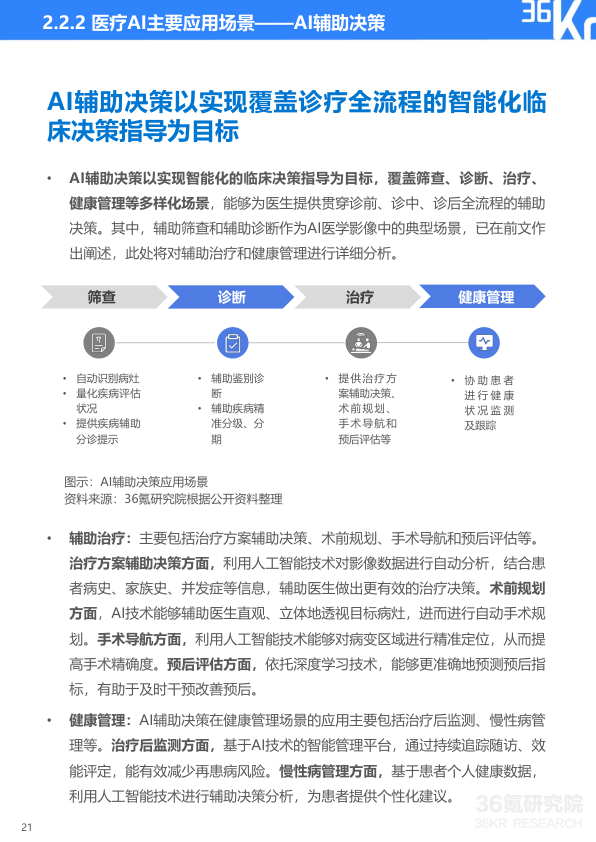 2.2.2 医疗AI主要应用场景——AI辅助决策
36Kr
AI辅助决策以实现覆盖诊疗全流程的智能化临
床决策指导为目标
• AI辅助决策以实现智能化的临床决策指导为目标，覆盖筛查、诊断、治疗、
健康管理等多样化场景，能够为医生提供贯穿诊前、诊中、诊后全流程的辅助
决策。其中，辅助筛查和辅助诊断作为AI医学影像中的典型场景，已在前文作
出阐述，此处将对辅助治疗和健康管理进行详细分析。
筛查
诊断
治疗
健康管理
• 自动识别病灶
• 量化疾病评估
状况
• 提供疾病辅助
分诊提示
• 辅助鉴别诊
断
• 辅助疾病精
准分级、分
期
• 提供治疗方
案辅助决策、
术前规划、
手术导航和
预后评估等
• 协助患者
进行健康
状况监测
及跟踪
图示：AI辅助决策应用场景
资料来源：36氪研究院根据公开资料整理
• 辅助治疗：主要包括治疗方案辅助决策、术前规划、手术导航和预后评估等。
治疗方案辅助决策方面，利用人工智能技术对影像数据进行自动分析，结合患
者病史、家族史、并发症等信息，辅助医生做出更有效的治疗决策。术前规划
方面，AI技术能够辅助医生直观、立体地透视目标病灶，进而进行自动手术规
划。手术导航方面，利用人工智能技术能够对病变区域进行精准定位，从而提
高手术精确度。预后评估方面，依托深度学习技术，能够更准确地预测预后指
标，有助于及时干预改善预后。
• 健康管理：AI辅助决策在健康管理场景的应用主要包括治疗后监测、慢性病管
理等。治疗后监测方面，基于AI技术的智能管理平台，通过持续追踪随访、效
能评定，能有效减少再患病风险。慢性病管理方面，基于患者个人健康数据，
利用人工智能技术进行辅助决策分析，为患者提供个性化建议。
36氪研究院
36KR RESEARCH
21